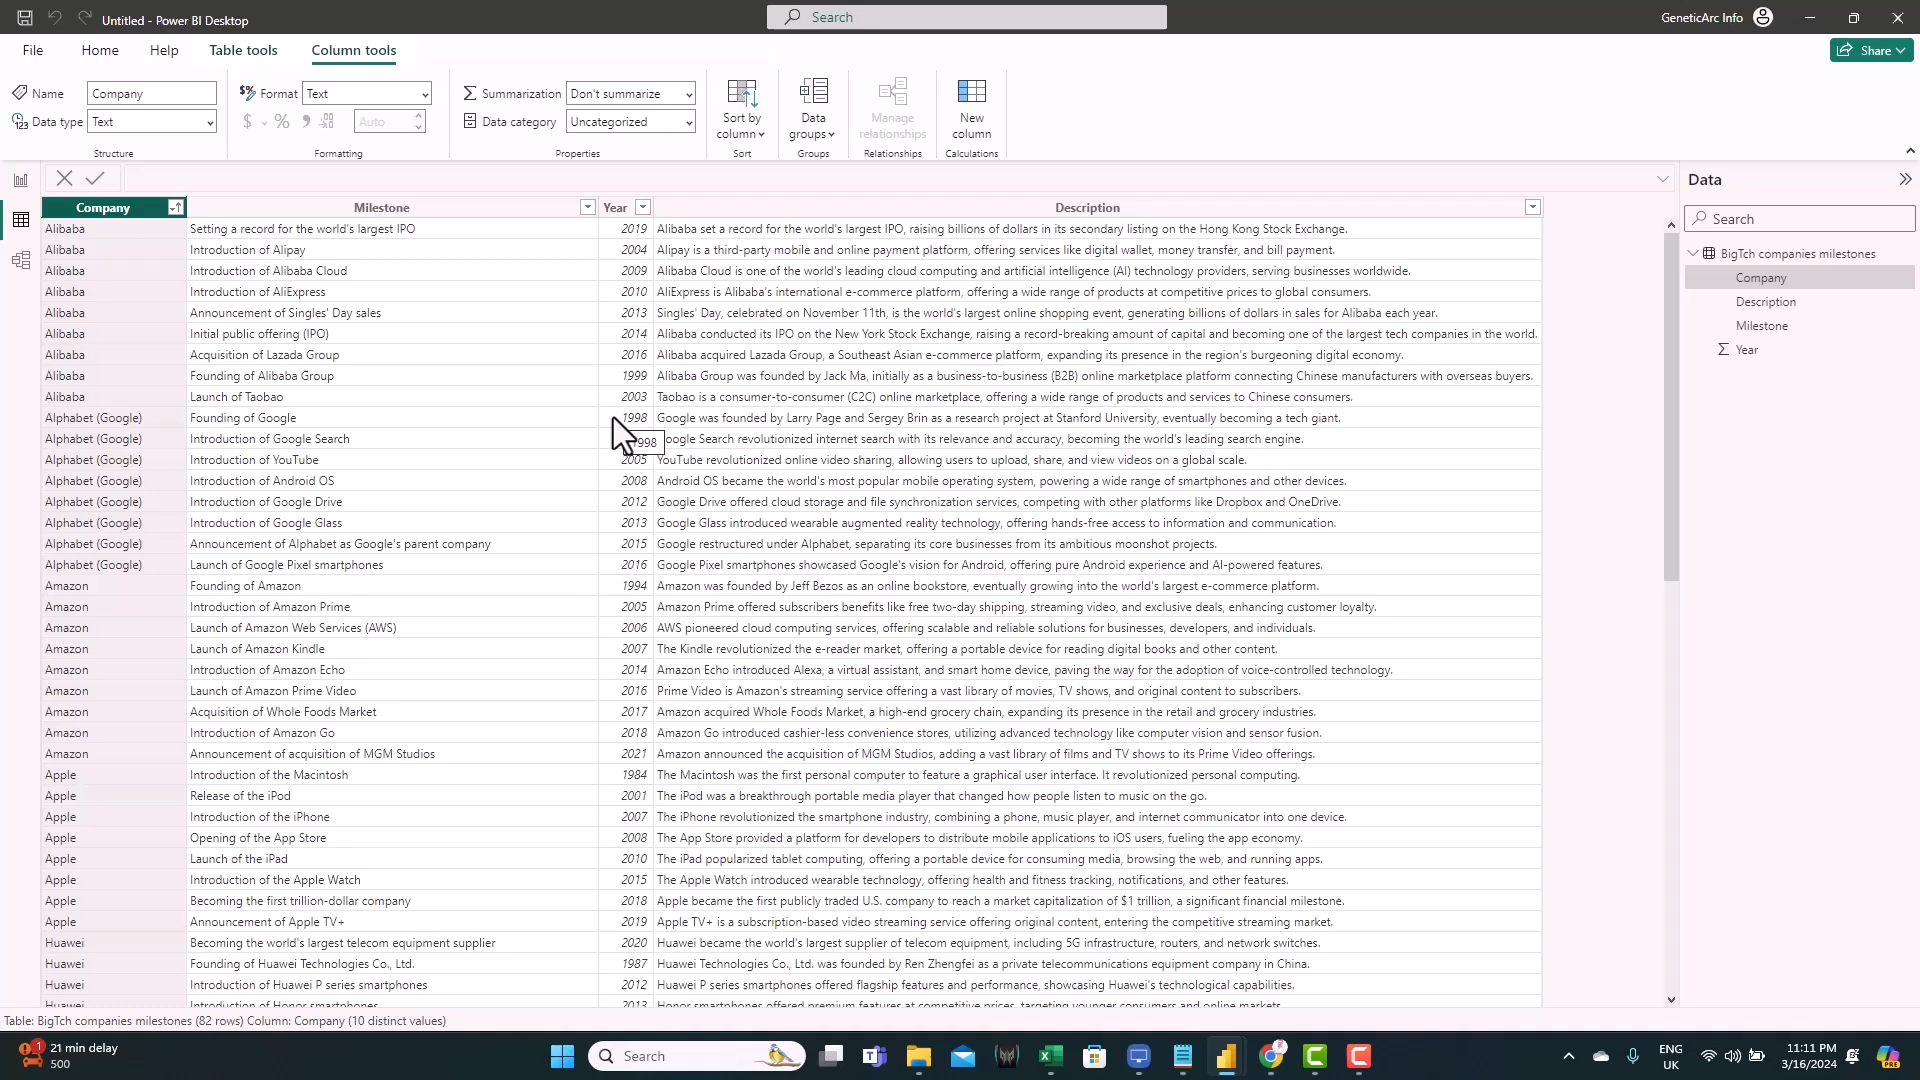 Untitled - Power BI Desktop
Search
GeneticArc Info
File Home Help Table tools Column tools
Share
Name Company
Data type Text
Structure
Format Text
$ % Auto
Formatting
Summarization Don't summarize
Data category Uncategorized
Properties
Sort by column
Sort
Data groups
Groups
Manage relationships
Relationships
New column
Calculations
Company Milestone Year Description
Alibaba Setting a record for the world's largest IPO 2019 Alibaba set a record for the world's largest IPO, raising billions of dollars in its secondary listing on the Hong Kong Stock Exchange.
Alibaba Introduction of Alipay 2004 Alipay is a third-party mobile and online payment platform, offering services like digital wallet, money transfer, and bill payment.
Alibaba Introduction of Alibaba Cloud 2009 Alibaba Cloud is one of the world's leading cloud computing and artificial intelligence (AI) technology providers, serving businesses worldwide.
Alibaba Introduction of AliExpress 2010 AliExpress is Alibaba's international e-commerce platform, offering a wide range of products at competitive prices to global consumers.
Alibaba Announcement of Singles' Day sales 2013 Singles' Day, celebrated on November 11th, is the world's largest online shopping event, generating billions of dollars in sales for Alibaba each year.
Alibaba Initial public offering (IPO) 2014 Alibaba conducted its IPO on the New York Stock Exchange, raising a record-breaking amount of capital and becoming one of the largest tech companies in the world.
Alibaba Acquisition of Lazada Group 2016 Alibaba acquired Lazada Group, a Southeast Asian e-commerce platform, expanding its presence in the region's burgeoning digital economy.
Alibaba Founding of Alibaba Group 1999 Alibaba Group was founded by Jack Ma, initially as a business-to-business (B2B) online marketplace platform connecting Chinese manufacturers with overseas buyers.
Alibaba Launch of Taobao 2003 Taobao is a consumer-to-consumer (C2C) online marketplace, offering a wide range of products and services to Chinese consumers.
Alphabet (Google) Founding of Google 1998 Google was founded by Larry Page and Sergey Brin as a research project at Stanford University, eventually becoming a tech giant.
Alphabet (Google) Introduction of Google Search 1998 Google Search revolutionized internet search with its relevance and accuracy, becoming the world's leading search engine.
Alphabet (Google) Introduction of YouTube 2005 YouTube revolutionized online video sharing, allowing users to upload, share, and view videos on a global scale.
Alphabet (Google) Introduction of Android OS 2008 Android OS became the world's most popular mobile operating system, powering a wide range of smartphones and other devices.
Alphabet (Google) Introduction of Google Drive 2012 Google Drive offered cloud storage and file synchronization services, competing with other platforms like Dropbox and OneDrive.
Alphabet (Google) Introduction of Google Glass 2013 Google Glass introduced wearable augmented reality technology, offering hands-free access to information and communication.
Alphabet (Google) Announcement of Alphabet as Google's parent company 2015 Google restructured under Alphabet, separating its core businesses from its ambitious moonshot projects.
Alphabet (Google) Launch of Google Pixel smartphones 2016 Google Pixel smartphones showcased Google's vision for Android, offering pure Android experience and AI-powered features.
Amazon Founding of Amazon 1994 Amazon was founded by Jeff Bezos as an online bookstore, eventually growing into the world's largest e-commerce platform.
Amazon Introduction of Amazon Prime 2005 Amazon Prime offered subscribers benefits like free two-day shipping, streaming video, and exclusive deals, enhancing customer loyalty.
Amazon Launch of Amazon Web Services (AWS) 2006 AWS pioneered cloud computing services, offering scalable and reliable solutions for businesses, developers, and individuals.
Amazon Launch of Amazon Kindle 2007 The Kindle revolutionized the e-reader market, offering a portable device for reading digital books and other content.
Amazon Introduction of Amazon Echo 2014 Amazon Echo introduced Alexa, a virtual assistant, and smart home device, paving the way for the adoption of voice-controlled technology.
Amazon Launch of Amazon Prime Video 2016 Prime Video is Amazon's streaming service offering a vast library of movies, TV shows, and original content to subscribers.
Amazon Acquisition of Whole Foods Market 2017 Amazon acquired Whole Foods Market, a high-end grocery chain, expanding its presence in the retail and grocery industries.
Amazon Introduction of Amazon Go 2018 Amazon Go introduced cashier-less convenience stores, utilizing advanced technology like computer vision and sensor fusion.
Amazon Announcement of acquisition of MGM Studios 2021 Amazon announced the acquisition of MGM Studios, adding a vast library of films and TV shows to its Prime Video offerings.
Apple Introduction of the Macintosh 1984 The Macintosh was the first personal computer to feature a graphical user interface. It revolutionized personal computing.
Apple Release of the iPod 2001 The iPod was a breakthrough portable media player that changed how people listen to music on the go.
Apple Introduction of the iPhone 2007 The iPhone revolutionized the smartphone industry, combining a phone, music player, and internet communicator into one device.
Apple Opening of the App Store 2008 The App Store provided a platform for developers to distribute mobile applications to iOS users, fueling the app economy.
Apple Launch of the iPad 2010 The iPad popularized tablet computing, offering a portable device for consuming media, browsing the web, and running apps.
Apple Introduction of the Apple Watch 2015 The Apple Watch introduced wearable technology, offering health and fitness tracking, notifications, and other features.
Apple Becoming the first trillion-dollar company 2018 Apple became the first publicly traded U.S. company to reach a market capitalization of $1 trillion, a significant financial milestone.
Apple Announcement of Apple TV+ 2019 Apple TV+ is a subscription-based video streaming service offering original content, entering the competitive streaming market.
Huawei Becoming the world's largest telecom equipment supplier 2020 Huawei became the world's largest supplier of telecom equipment, including 5G infrastructure, routers, and network switches.
Huawei Founding of Huawei Technologies Co., Ltd. 1987 Huawei Technologies Co., Ltd. was founded by Ren Zhengfei as a private telecommunications equipment company in China.
Huawei Introduction of Huawei P series smartphones 2012 Huawei P series smartphones offered flagship features and performance, showcasing Huawei's technological capabilities.
Huawei Introduction of Honor smartphones 2013 Honor smartphones offered premium features at competitive prices, targeting younger consumers and online markets.
Data
Search
BigTch companies milestones
Company
Description
Milestone
Year
Table: BigTch companies milestones (82 rows) Column: Company (10 distinct values)
1
21 min delay
500
Search
ENG
UK
11:11 PM
3/16/2024
PRE